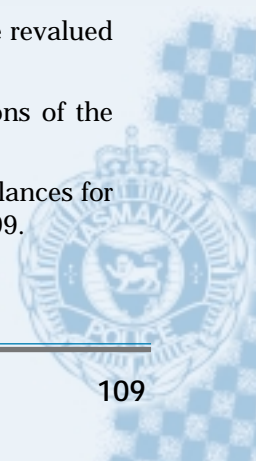 e revalued
ons of the
lances for
09.
TASMANIA
POLICE
109